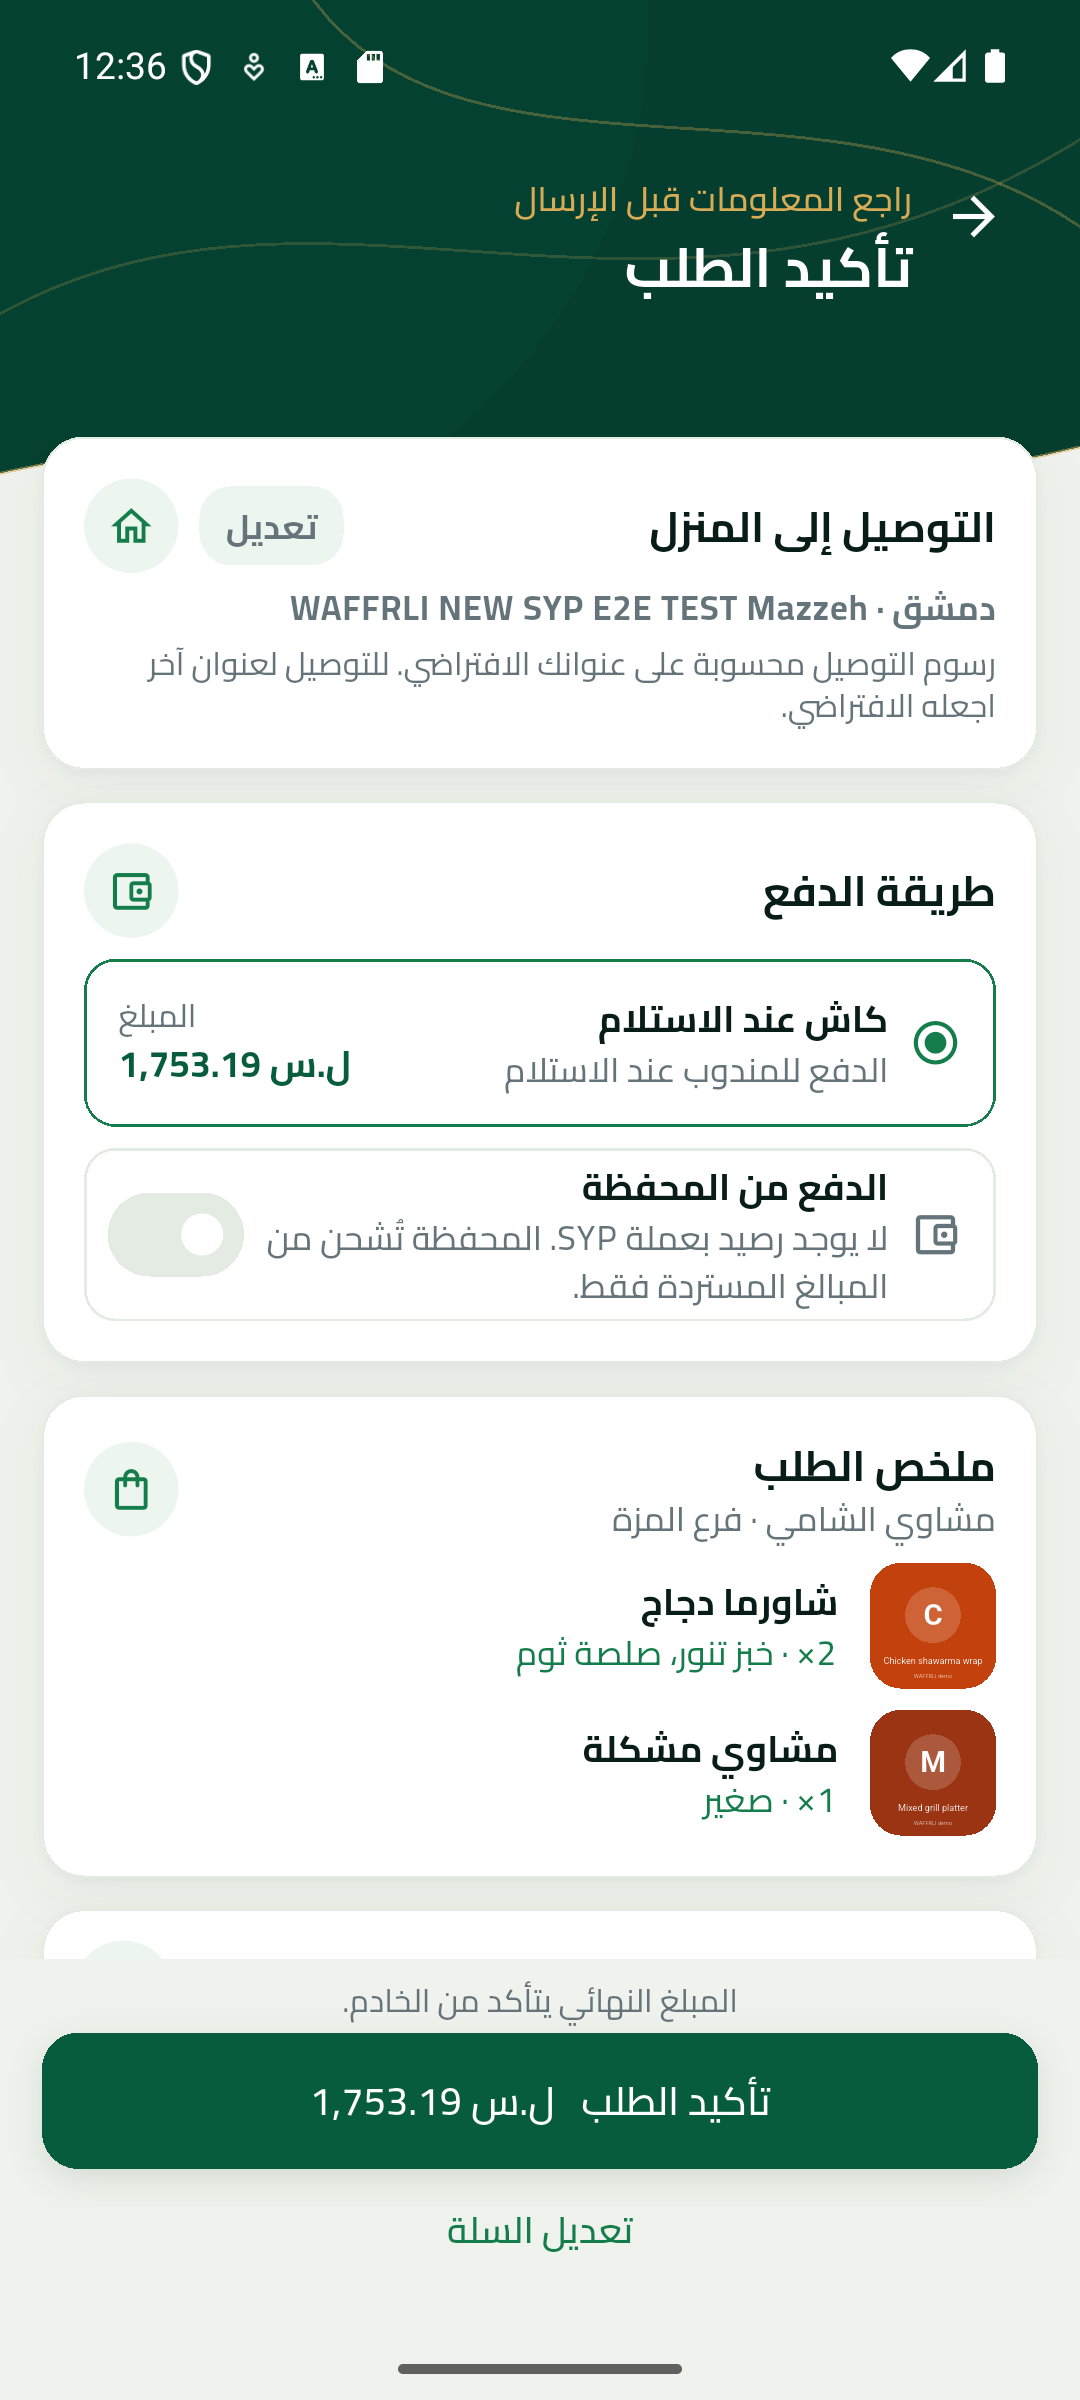 12:36
راجع المعلومات قبل الإرسال
تأكيد الطلب
التوصيل إلى المنزل
تعديل
دمشق · WAFFRLI NEW SYP E2E TEST Mazzeh
رسوم التوصيل محسوبة على عنوانك الافتراضي. للتوصيل لعنوان آخر
اجعله الافتراضي.
طريقة الدفع
كاش عند الاستلام
الدفع للمندوب عند الاستلام
المبلغ
ل.س 1,753.19
الدفع من المحفظة
لا يوجد رصيد بعملة SYP. المحفظة تُشحن من
المبالغ المستردة فقط.
ملخص الطلب
مشاوي الشامي · فرع المزة
C
Chicken shawarma wrap
WAFFRLI demo
شاورما دجاج
2× · خبز تنور، صلصة ثوم
M
Mixed grill platter
WAFFRLI demo
مشاوي مشكلة
1× · صغير
المبلغ النهائي يتأكد من الخادم.
تأكيد الطلب ل.س 1,753.19
تعديل السلة